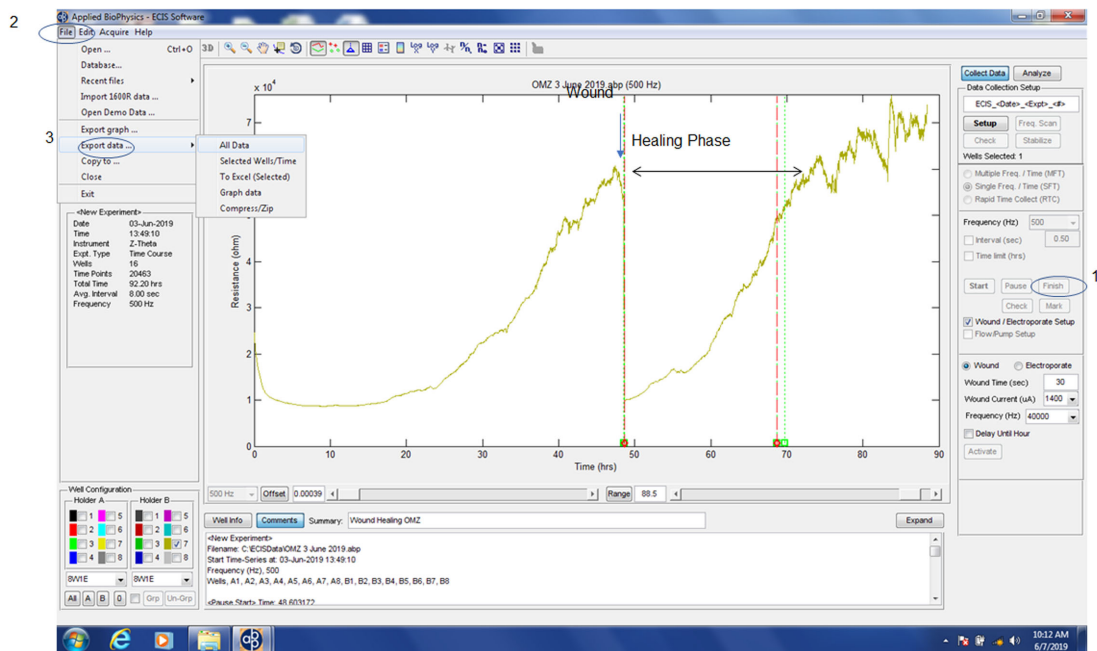 2
Applied BioPhysics - ECIS Software
File Edit Acquire Help
Open ... Ctrl+O
Database...
Recent files
Import 1600R data ...
Open Demo Data ...
Export graph ...
3
Export data ...
Copy to ...
Close
Exit
All Data
Selected Wells/Time
To Excel (Selected)
Graph data
Compress/Zip
3D
<New Experiment>
Date 03-Jun-2019
Time 13:49:10
Instrument Z-Theta
Expt. Type Time Course
Wells 16
Time Points 20463
Total Time 92.20 hrs
Avg. Interval 8.00 sec
Frequency 500 Hz
OMZ 3 June 2019.abp (500 Hz)
x 10⁴
Wound
Healing Phase
Resistance (ohm)
7
4
3
2
1
0
0 10 20 30 40 50 60 70 80 90
Time (hrs)
Collect Data Analyze
Data Collection Setup
ECIS_<Date>_<Expt>_<#>
Setup Freq. Scan
Check Stabilize
Wells Selected: 1
Multiple Freq. / Time (MFT)
Single Freq. / Time (SFT)
Rapid Time Collect (RTC)
Frequency (Hz) 500
Interval (sec) 0.50
Time limit (hrs)
1
Start Pause Finish
Check Mark
Wound / Electroporate Setup
Flow/Pump Setup
Wound Electroporate
Wound Time (sec) 30
Wound Current (uA) 1400
Frequency (Hz) 40000
Delay Until Hour
Activate
Well Configuration
Holder A Holder B
1 5 1 5
2 6 2 6
3 7 3 7
4 8 4 8
8W1E 8W1E
All A B 0 Grp Un-Grp
500 Hz Offset 0.00039 Range 88.5
Well Info Comments Summary: Wound Healing OMZ Expand
<New Experiment>
Filename: C:\ECISData\OMZ 3 June 2019.abp
Start Time-Series at: 03-Jun-2019 13:49:10
Frequency (Hz), 500
Wells, A1, A2, A3, A4, A5, A6, A7, A8, B1, B2, B3, B4, B5, B6, B7, B8
<Pause Start> Time: 48.603172
10:12 AM
6/7/2019